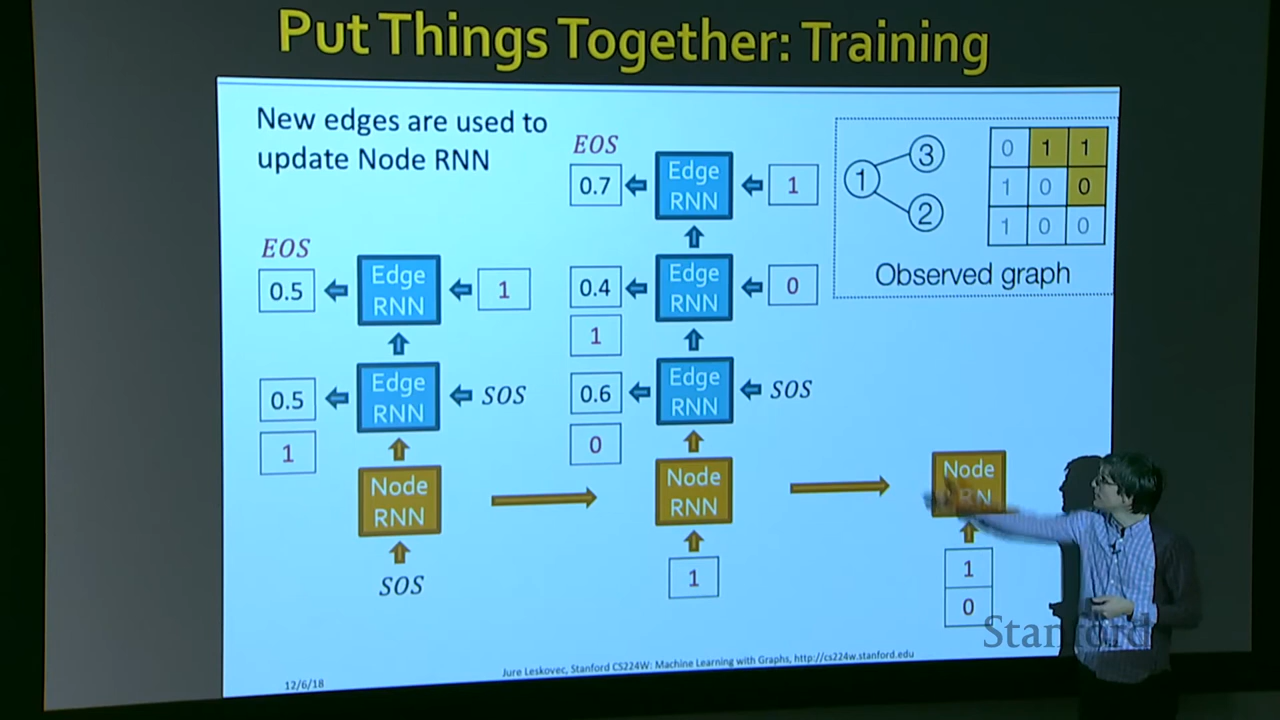 Put Things Together: Training
New edges are used to
update Node RNN
EOS
0.5
Edge
RNN
1
0.5
Edge
RNN
SOS
1
Node
RNN
SOS
EOS
0.7
Edge
RNN
1
0.4
Edge
RNN
0
1
0.6
Edge
RNN
SOS
0
Node
RNN
1
Node
RNN
1
0
1
3
2
0 1 1
1 0 0
1 0 0
Observed graph
12/6/18
Jure Leskovec, Stanford CS224W: Machine Learning with Graphs, http://cs224w.stanford.edu
Stanford